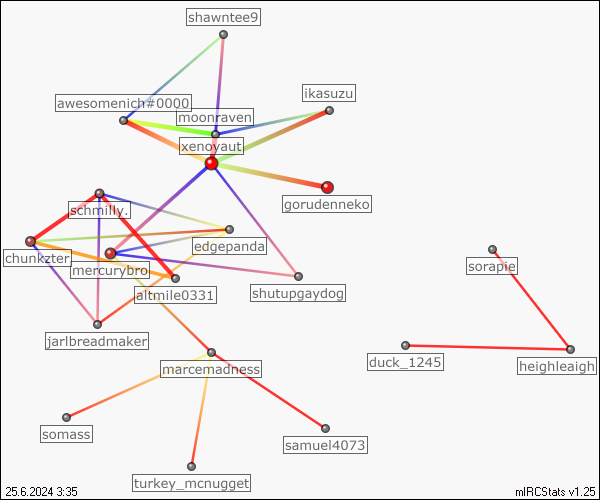 shawntee9
ikasuzu
awesomenich#0000
moonraven
xenoyaut
gorudenneko
schmilly.
edgepanda
chunkzter
mercurybro
sorapie
altmile0331
shutupgaydog
jarlbreadmaker
duck_1245
heighleaigh
marcemadness
somass
samuel4073
turkey_mcnugget
25.6.2024 3:35
mIRCStats v1.25